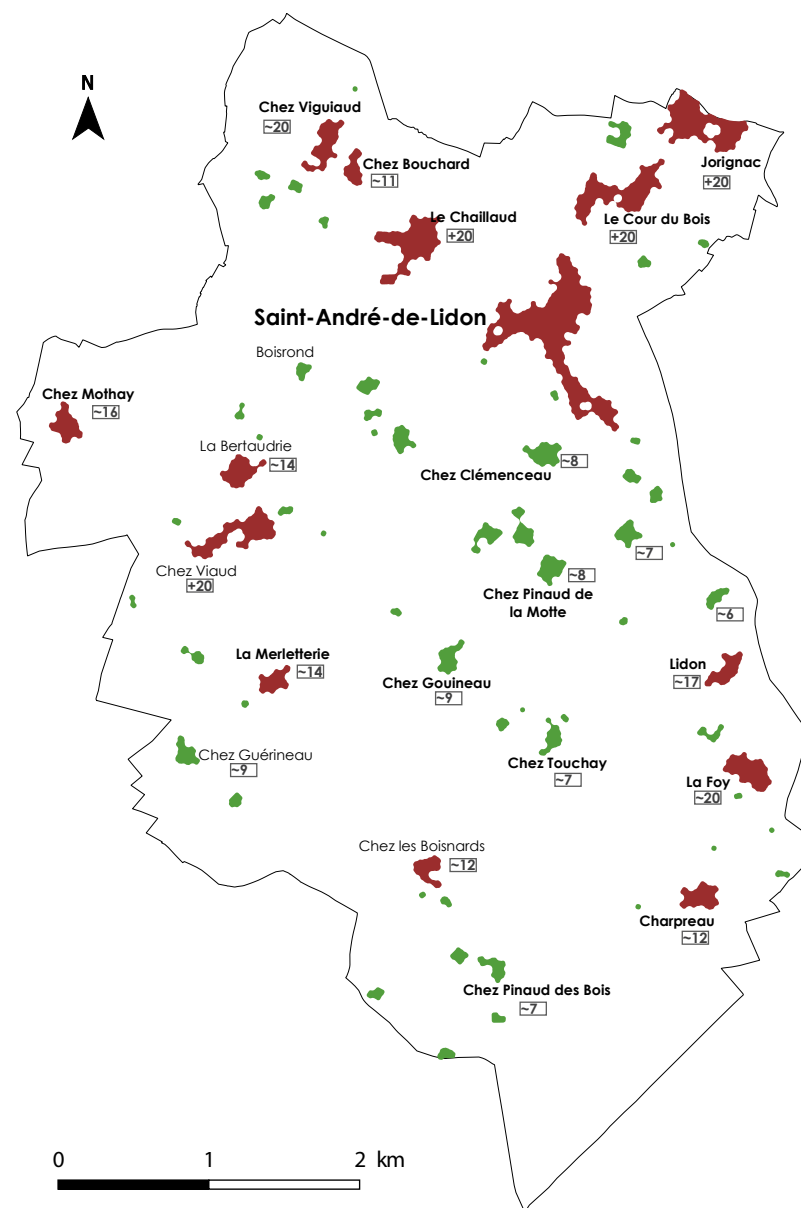 N
Chez Viguiaud
~20
Chez Bouchard
~11
Jorignac
+20
Le Chaillaud
+20
Le Cour du Bois
+20
Saint-André-de-Lidon
Boisrond
Chez Mothay
~16
La Bertaudrie
~14
Chez Clémenceau
~8
~7
Chez Viaud
+20
~8
Chez Pinaud de
la Motte
~6
La Merletterie
~14
Chez Gouineau
~9
Lidon
~17
Chez Guérineau
~9
Chez Touchay
~7
La Foy
~20
Chez les Boisnards
~12
Charpreau
~12
Chez Pinaud des Bois
~7
0 1 2 km